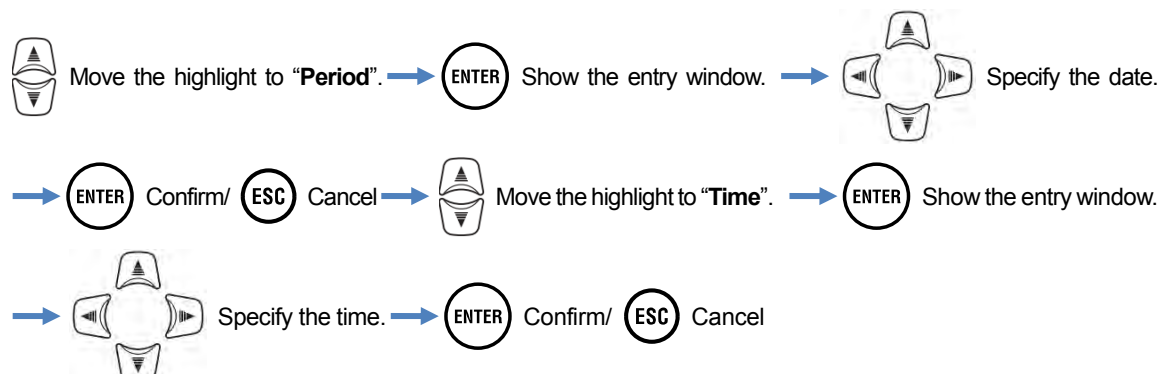 Move the highlight to “Period”. ENTER Show the entry window. Specify the date.
ENTER Confirm/ ESC Cancel Move the highlight to “Time”. ENTER Show the entry window.
Specify the time. ENTER Confirm/ ESC Cancel